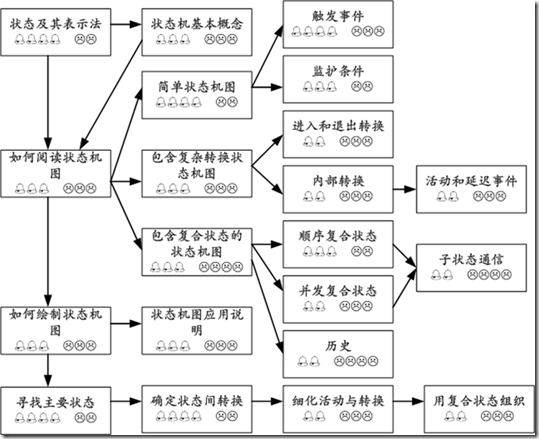 状态及其表示法
状态机基本概念
触发事件
简单状态机图
监护条件
如何阅读状态机
图
包含复杂转换状
态机图
进入和退出转换
内部转换
活动和延迟事件
包含复合状态的
状态机图
顺序复合状态
子状态通信
并发复合状态
如何绘制状态机
图
状态机图应用说
明
历史
寻找主要状态
确定状态间转换
细化活动与转换
用复合状态组织